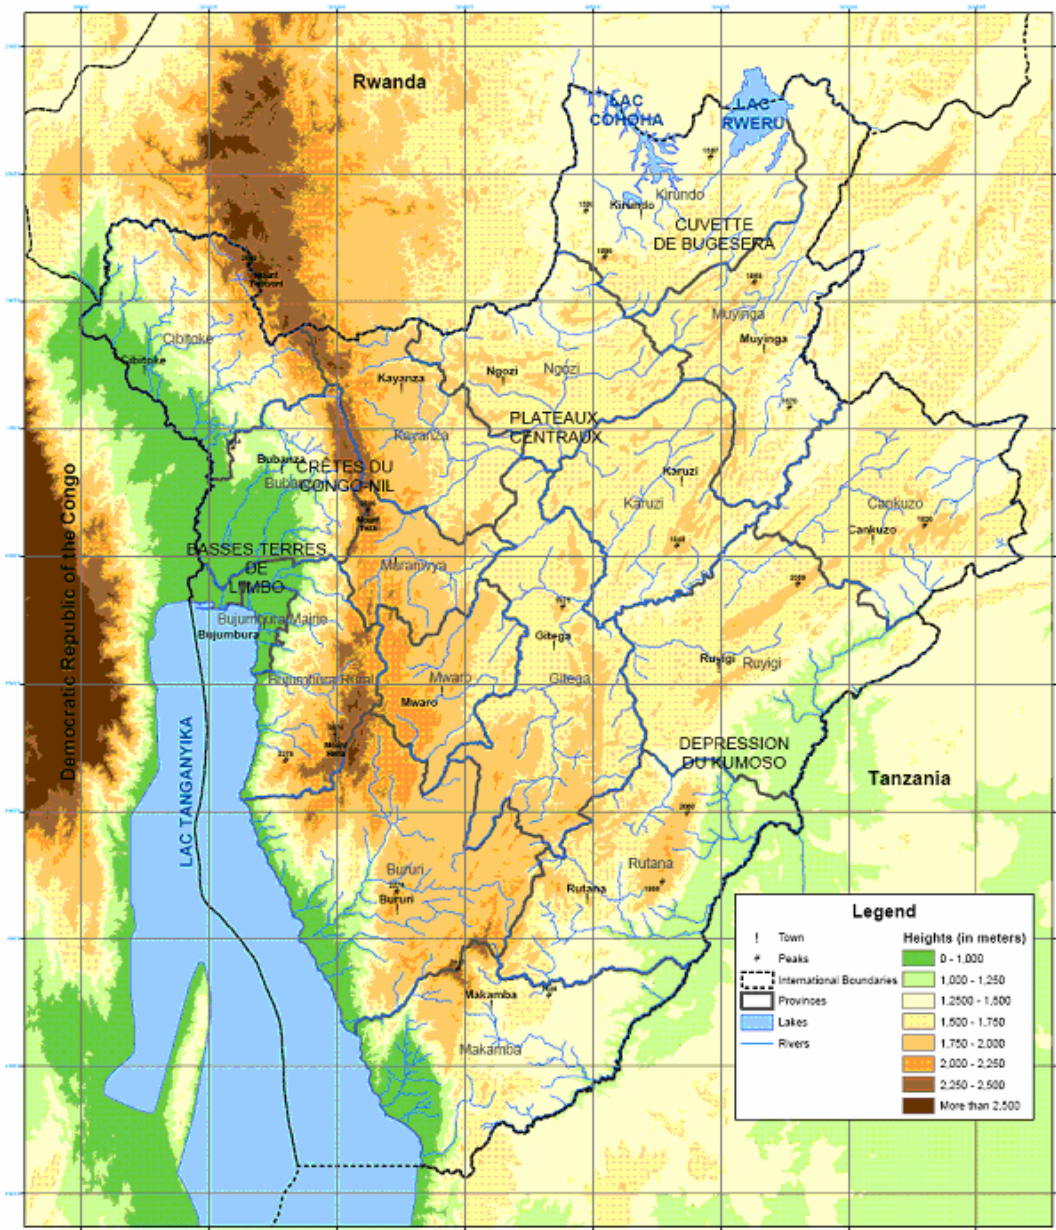 Rwanda
LAC
COHOHA
LAC
RWERU
Kirundo
Kirundo
CUVETTE
DE BUGESERA
Muyinga
Muyinga
Cibitoke
Cibitoke
Kayanza
Ngozi
Ngozi
PLATEAUX
CENTRAUX
Kayanza
Bubanza
CRÊTES DU
CONGO-NIL
Bubanza
Karuzi
Karuzi
Cankuzo
Cankuzo
Democratic Republic of the Congo
BASSES TERRES
DE
L'IMBO
Muramvya
Bujumbura Mairie
Bujumbura
Gitega
Gitega
Ruyigi
Ruyigi
Bujumbura Rural
Mwaro
Mwaro
DEPRESSION
DU KUMOSO
Tanzania
LAC TANGANYIKA
2000
Bururi
Bururi
Rutana
Rutana
Makamba
Makamba
Legend
Town
Peaks
International Boundaries
Provinces
Lakes
Rivers
Heights (in meters)
0 - 1,000
1,000 - 1,250
1,2500 - 1,500
1,500 - 1,750
1,750 - 2,000
2,000 - 2,250
2,250 - 2,500
More than 2,500